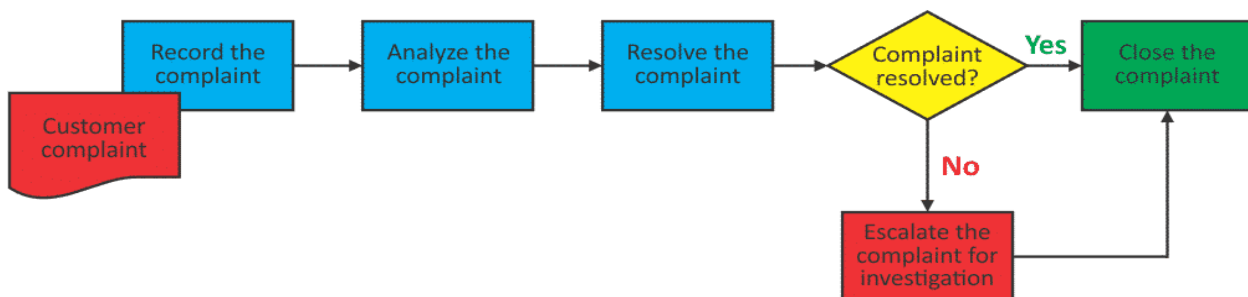 Record the
complaint
Customer
complaint
Analyze the
complaint
Resolve the
complaint
Complaint
resolved?
Yes
Close the
complaint
No
Escalate the
complaint for
investigation